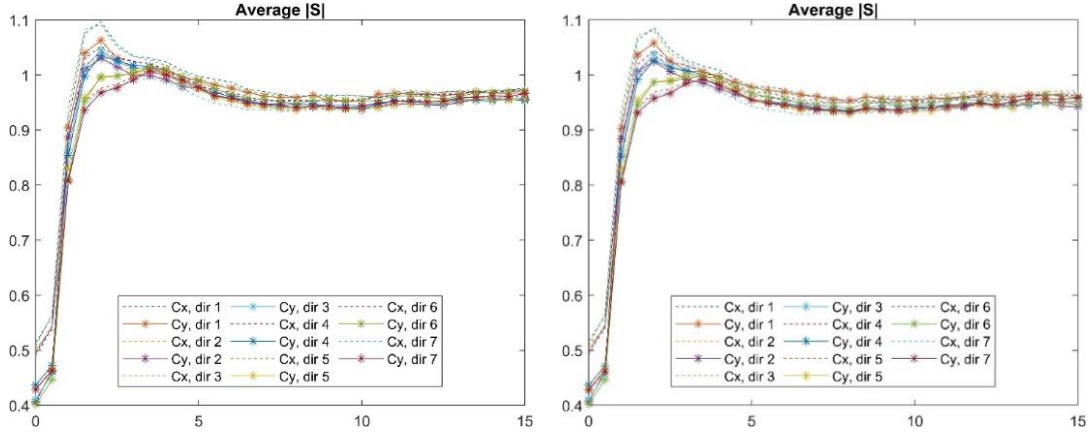 Average |S|
1.1
1
0.9
0.8
0.7
0.6
0.5
0.4
0
5
10
15
Cx, dir 1
Cy, dir 1
Cx, dir 2
Cy, dir 2
Cx, dir 3
Cy, dir 3
Cx, dir 4
Cy, dir 4
Cx, dir 5
Cy, dir 5
Cx, dir 6
Cy, dir 6
Cx, dir 7
Cy, dir 7
Average |S|
1.1
1
0.9
0.8
0.7
0.6
0.5
0.4
0
5
10
15
Cx, dir 1
Cy, dir 1
Cx, dir 2
Cy, dir 2
Cx, dir 3
Cy, dir 3
Cx, dir 4
Cy, dir 4
Cx, dir 5
Cy, dir 5
Cx, dir 6
Cy, dir 6
Cx, dir 7
Cy, dir 7